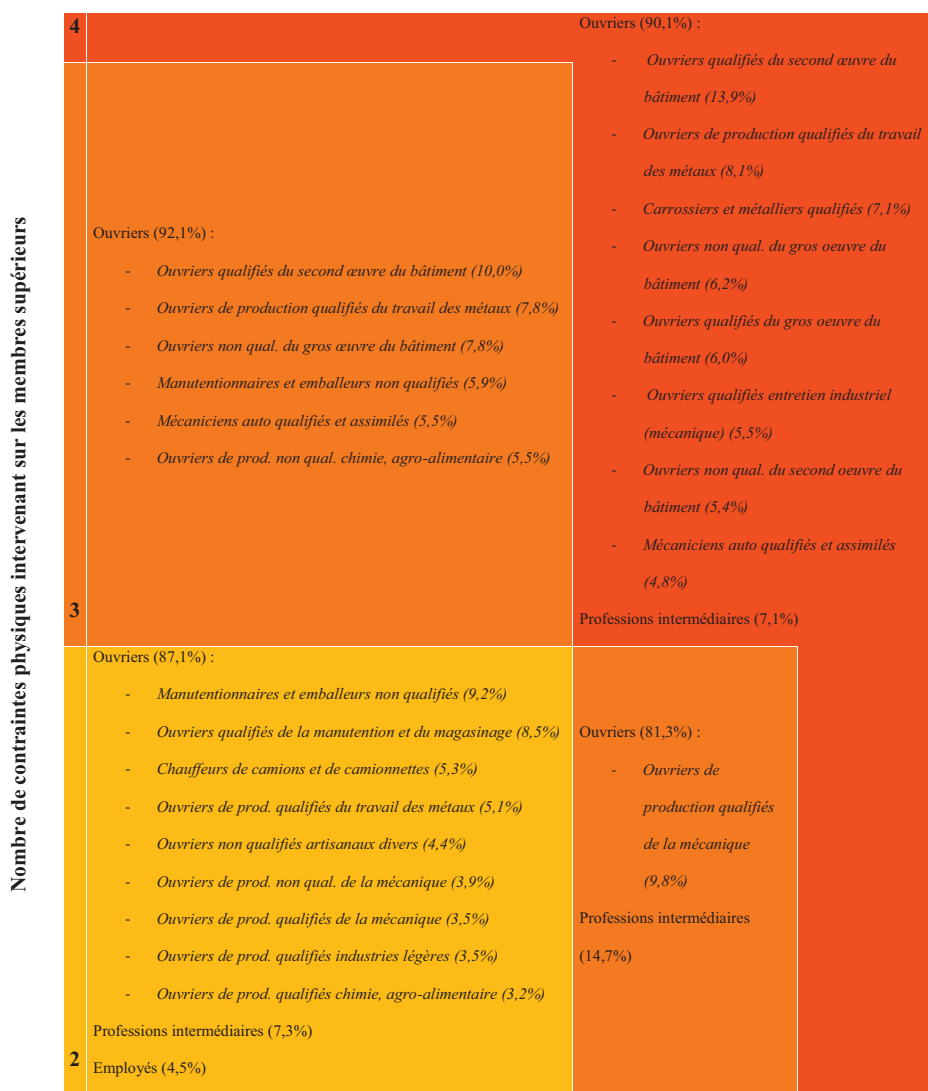 Nombre de contraintes physiques intervenant sur les membres supérieurs
4
Ouvriers (90,1%) :
- Ouvriers qualifiés du second œuvre du
bâtiment (13,9%)
- Ouvriers de production qualifiés du travail
des métaux (8,1%)
- Carrossiers et métalliers qualifiés (7,1%)
- Ouvriers non qual. du gros oeuvre du
bâtiment (6,2%)
- Ouvriers qualifiés du gros oeuvre du
bâtiment (6,0%)
- Ouvriers qualifiés entretien industriel
(mécanique) (5,5%)
- Ouvriers non qual. du second oeuvre du
bâtiment (5,4%)
- Mécaniciens auto qualifiés et assimilés
(4,8%)
Professions intermédiaires (7,1%)
3
Ouvriers (92,1%) :
- Ouvriers qualifiés du second œuvre du bâtiment (10,0%)
- Ouvriers de production qualifiés du travail des métaux (7,8%)
- Ouvriers non qual. du gros œuvre du bâtiment (7,8%)
- Manutentionnaires et emballeurs non qualifiés (5,9%)
- Mécaniciens auto qualifiés et assimilés (5,5%)
- Ouvriers de prod. non qual. chimie, agro-alimentaire (5,5%)
2
Ouvriers (87,1%) :
- Manutentionnaires et emballeurs non qualifiés (9,2%)
- Ouvriers qualifiés de la manutention et du magasinage (8,5%)
- Chauffeurs de camions et de camionnettes (5,3%)
- Ouvriers de prod. qualifiés du travail des métaux (5,1%)
- Ouvriers non qualifiés artisanaux divers (4,4%)
- Ouvriers de prod. non qual. de la mécanique (3,9%)
- Ouvriers de prod. qualifiés de la mécanique (3,5%)
- Ouvriers de prod. qualifiés industries légères (3,5%)
- Ouvriers de prod. qualifiés chimie, agro-alimentaire (3,2%)
Professions intermédiaires (7,3%)
Employés (4,5%)
Ouvriers (81,3%) :
- Ouvriers de
production qualifiés
de la mécanique
(9,8%)
Professions intermédiaires
(14,7%)